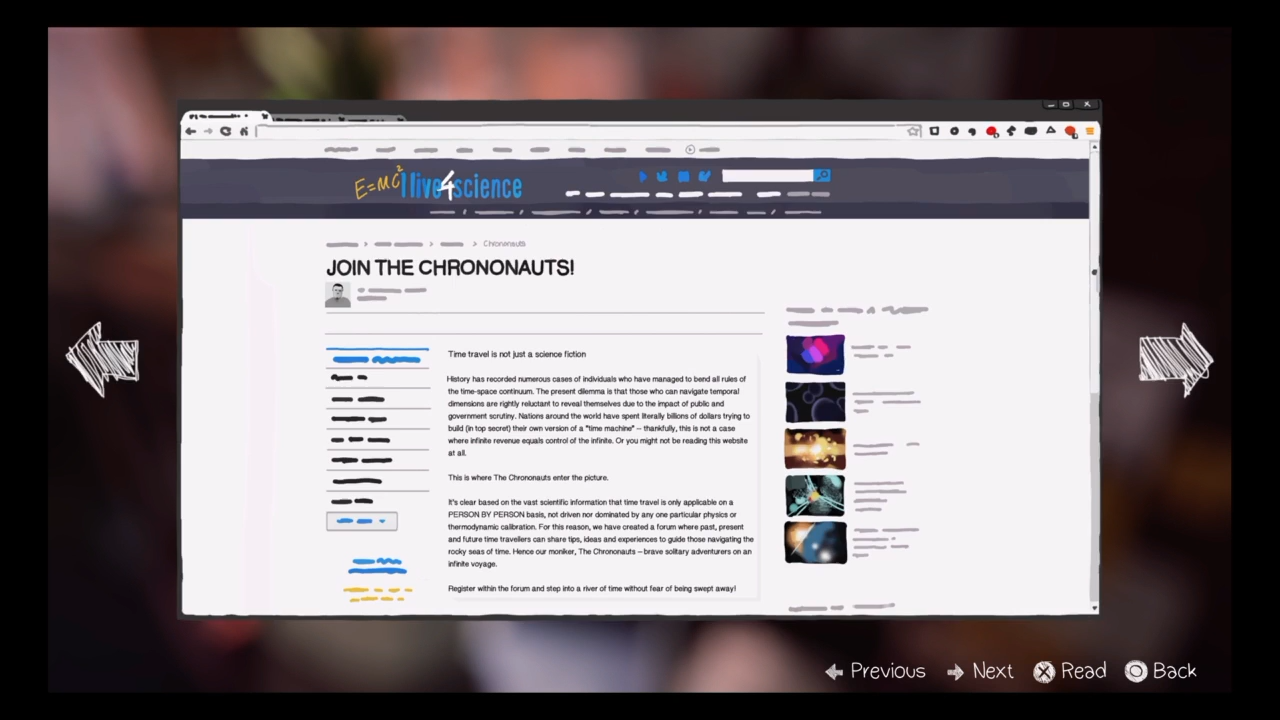 E=MC² I live4science
Chrononauts
JOIN THE CHRONONAUTS!
Time travel is not just a science fiction
History has recorded numerous cases of individuals who have managed to bend all rules of
the time-space continuum. The present dilemma is that those who can navigate temporal
dimensions are rightly reluctant to reveal themselves due to the impact of public and
government scrutiny. Nations around the world have spent literally billions of dollars trying to
build (in top secret) their own version of a "time machine" – thankfully, this is not a case
where infinite revenue equals control of the infinite. Or you might not be reading this website
at all.
This is where The Chrononauts enter the picture.
It's clear based on the vast scientific information that time travel is only applicable on a
PERSON BY PERSON basis, not driven nor dominated by any one particular physics or
thermodynamic calibration. For this reason, we have created a forum where past, present
and future time travellers can share tips, ideas and experiences to guide those navigating the
rocky seas of time. Hence our moniker, The Chrononauts – brave solitary adventurers on an
infinite voyage.
Register within the forum and step into a river of time without fear of being swept away!
Previous Next Read Back